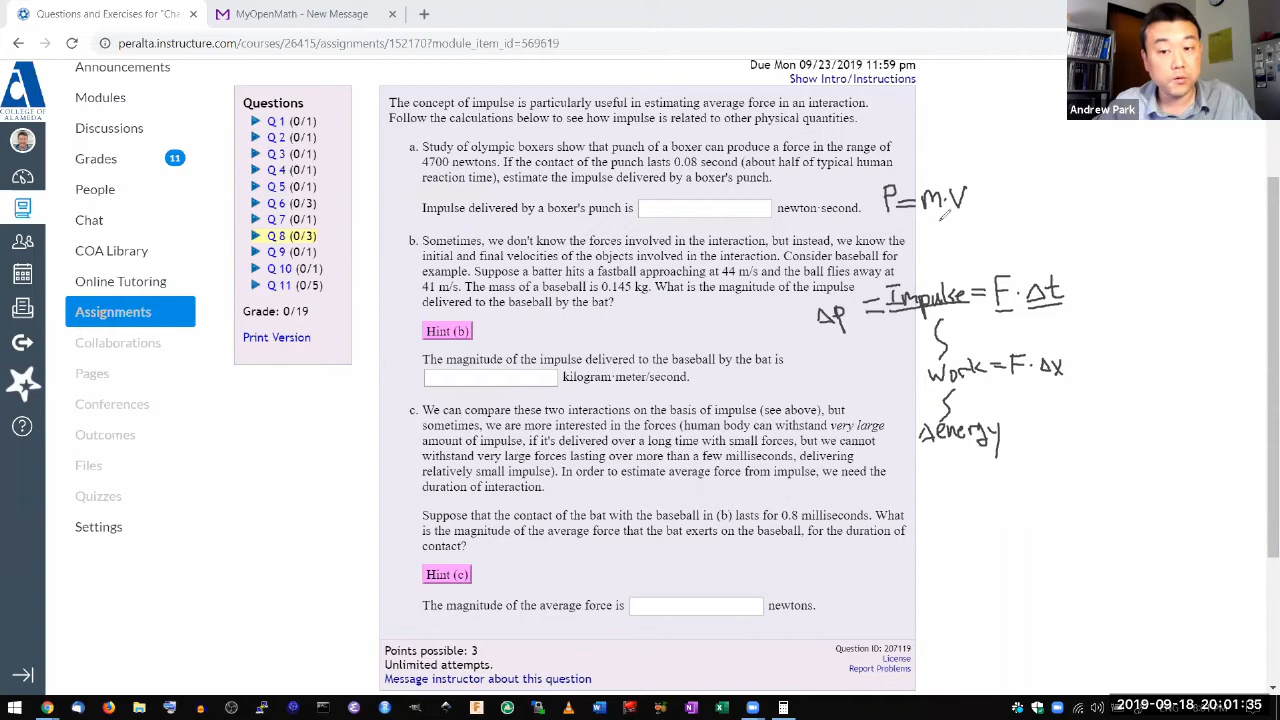 Questions and Exercises for "Cha
MyOpenMath - New Message
peralta.instructure.com/courses/26415/assignments/152170?module_item_id=569619
COLLEGE OF
ALAMEDA
Announcements
Modules
Discussions
Grades
11
People
Chat
COA Library
Online Tutoring
Assignments
Collaborations
Pages
Conferences
Outcomes
Files
Quizzes
Settings
Questions
Q 1 (0/1)
Q 2 (0/1)
Q 3 (0/1)
Q 4 (0/1)
Q 5 (0/1)
Q 6 (0/3)
Q 7 (0/1)
Q 8 (0/3)
Q 9 (0/1)
Q 10 (0/1)
Q 11 (0/5)
Grade: 0/19
Print Version
Due Mon 09/23/2019 11:59 pm
Show Intro/Instructions
The concept of impulse is particularly useful in estimating average force in an interaction.
Follow the calculations below to see how impulse is related to other physical quantities.
a. Study of olympic boxers show that punch of a boxer can produce a force in the range of
4700 newtons. If the contact of the punch lasts 0.08 second (about half of typical human
reaction time), estimate the impulse delivered by a boxer's punch.
Impulse delivered by a boxer's punch is newton·second.
b. Sometimes, we don't know the forces involved in the interaction, but instead, we know the
initial and final velocities of the objects involved in the interaction. Consider baseball for
example. Suppose a batter hits a fastball approaching at 44 m/s and the ball flies away at
41 m/s. The mass of a baseball is 0.145 kg. What is the magnitude of the impulse
delivered to the baseball by the bat?
Hint (b)
The magnitude of the impulse delivered to the baseball by the bat is
kilogram·meter/second.
c. We can compare these two interactions on the basis of impulse (see above), but
sometimes, we are more interested in the forces (human body can withstand very large
amount of impulse, if it's delivered over a long time with small forces, but we cannot
withstand very large forces lasting over more than a few milliseconds, delivering
relatively small impulse). In order to estimate average force from impulse, we need the
duration of interaction.
Suppose that the contact of the bat with the baseball in (b) lasts for 0.8 milliseconds. What
is the magnitude of the average force that the bat exerts on the baseball, for the duration of
contact?
Hint (c)
The magnitude of the average force is newtons.
Points possible: 3
Unlimited attempts.
Message instructor about this question
Question ID: 207119
License
Report Problems
P = m·V
Δp = Impulse = F · Δt
Work = F · Δx
Δenergy
Andrew Park
2019-09-18 20:01:35